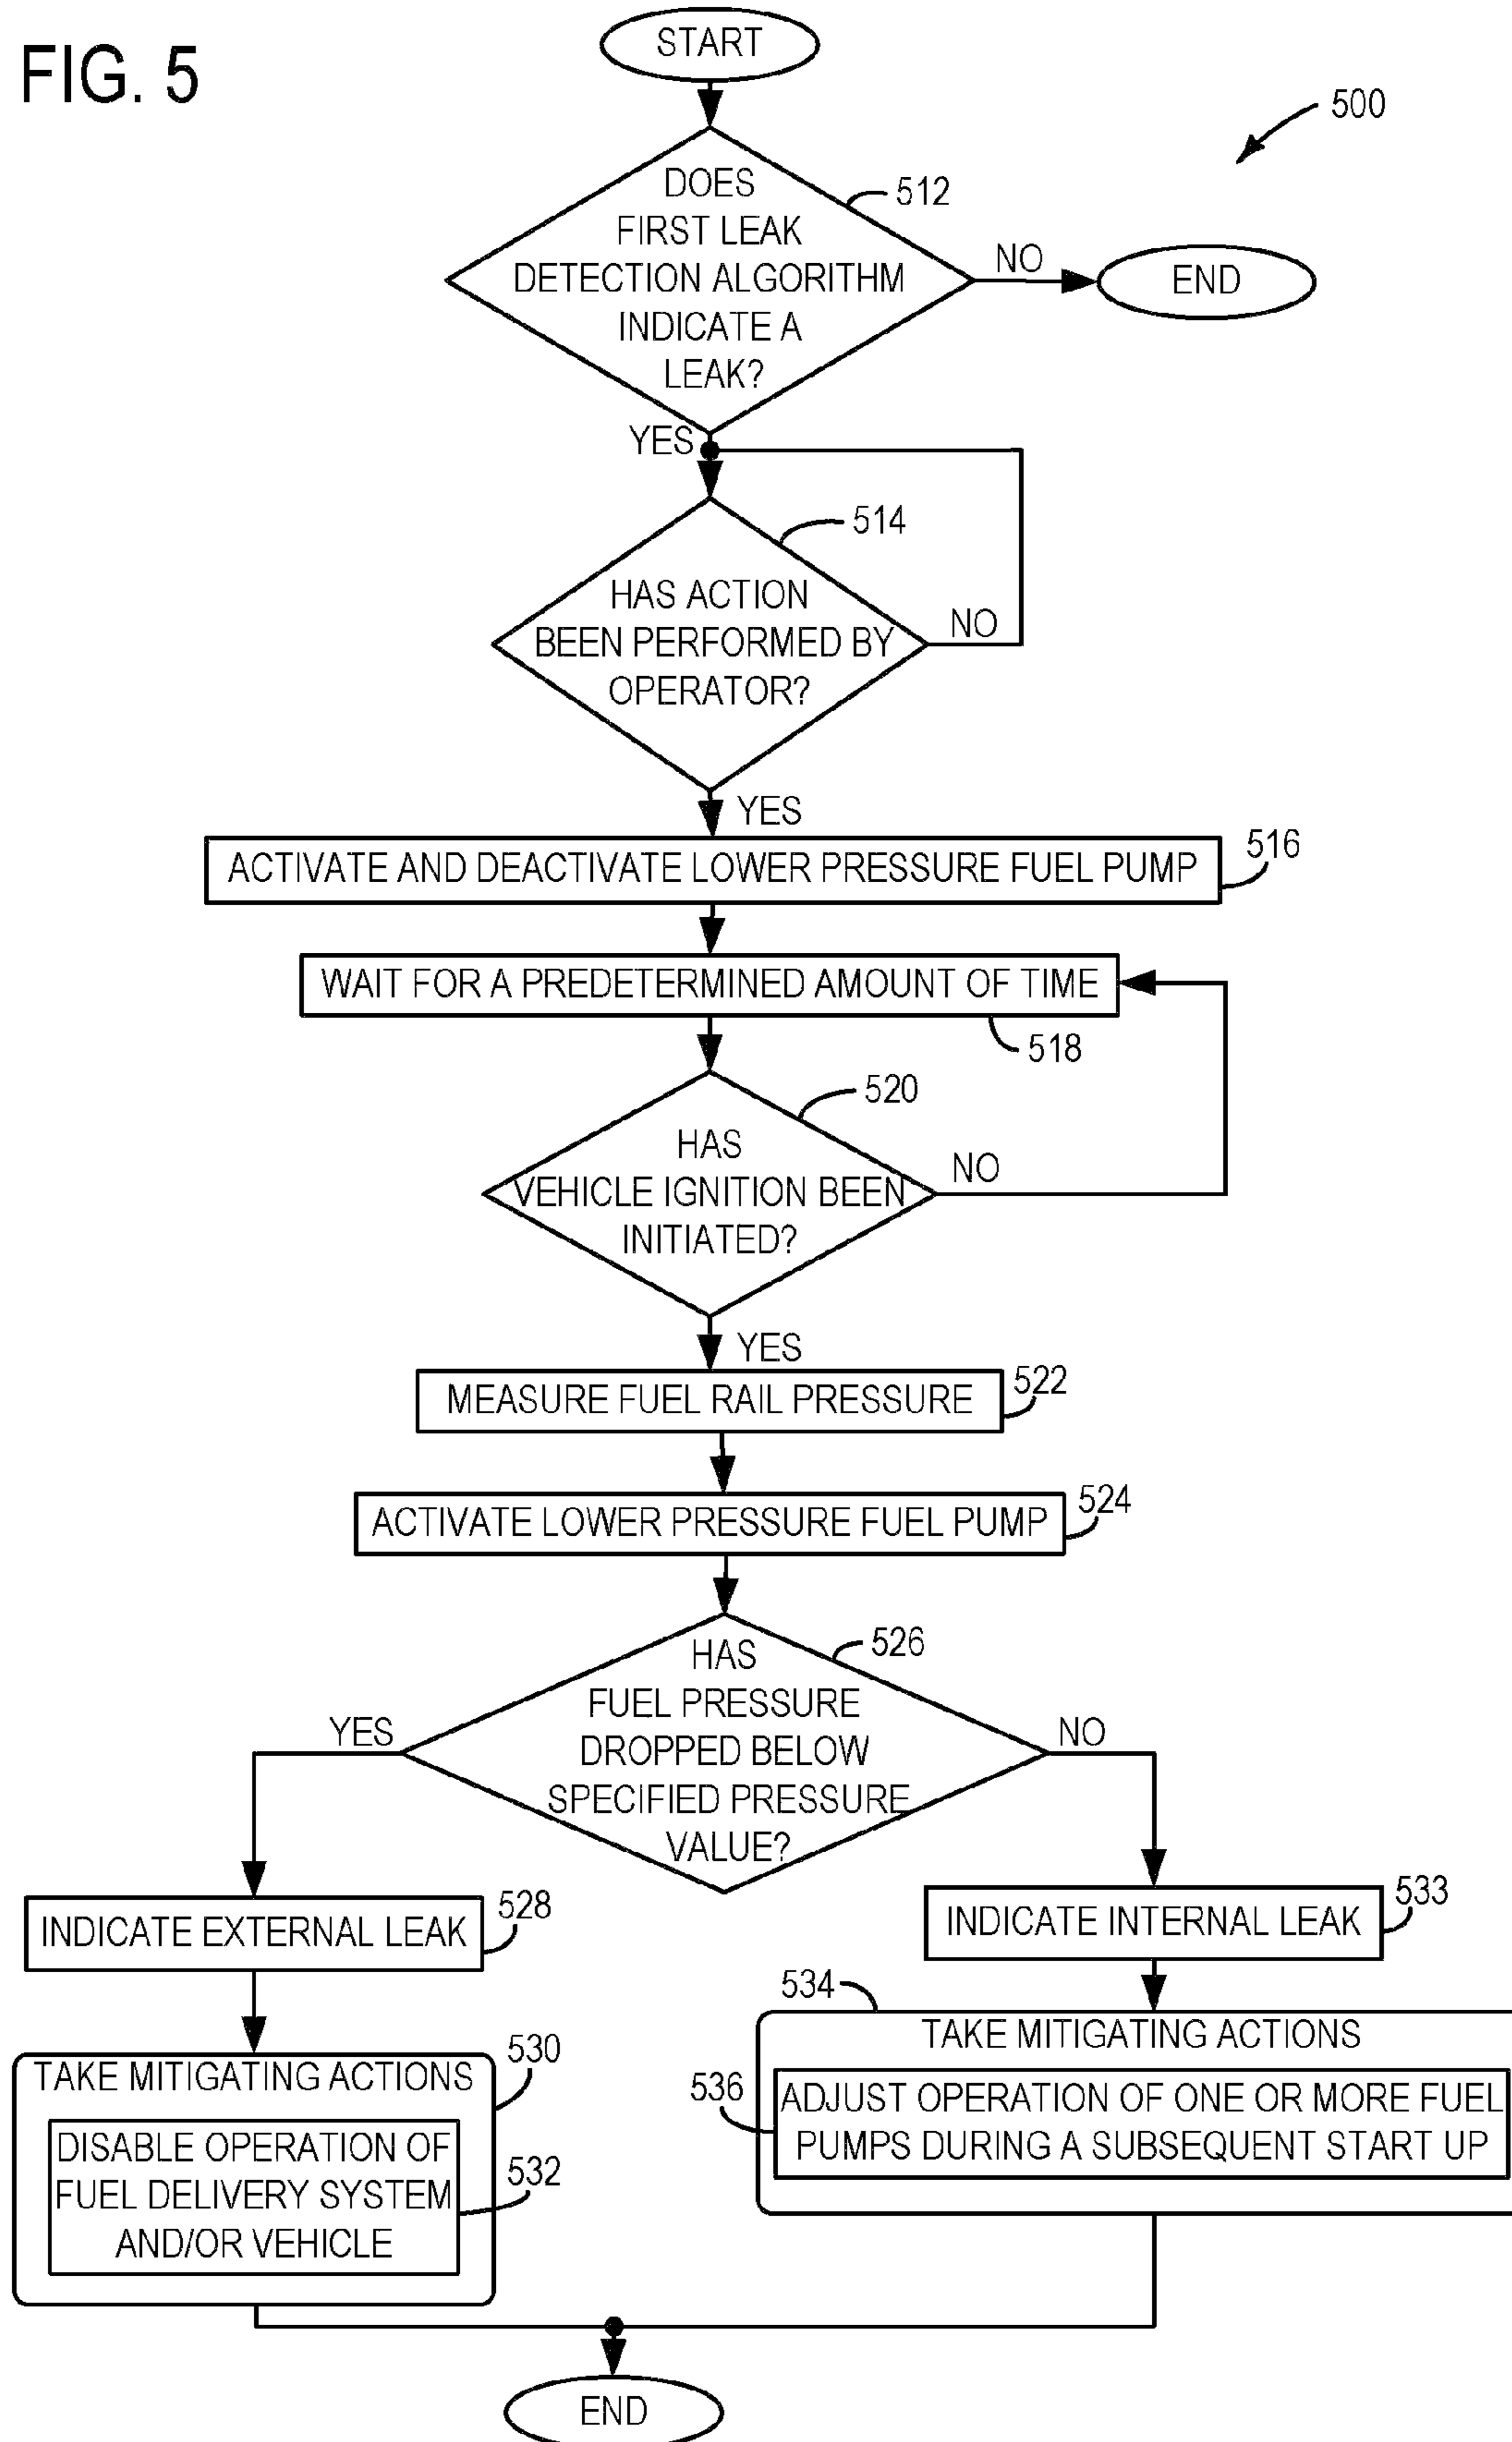 FIG. 5
START
500
DOES
FIRST LEAK
DETECTION ALGORITHM
INDICATE A
LEAK?
512
NO
END
YES
514
HAS ACTION
BEEN PERFORMED BY
OPERATOR?
NO
YES
ACTIVATE AND DEACTIVATE LOWER PRESSURE FUEL PUMP
516
WAIT FOR A PREDETERMINED AMOUNT OF TIME
518
520
HAS
VEHICLE IGNITION BEEN
INITIATED?
NO
YES
MEASURE FUEL RAIL PRESSURE
522
ACTIVATE LOWER PRESSURE FUEL PUMP
524
526
HAS
FUEL PRESSURE
DROPPED BELOW
SPECIFIED PRESSURE
VALUE?
YES
NO
INDICATE EXTERNAL LEAK
528
INDICATE INTERNAL LEAK
533
534
TAKE MITIGATING ACTIONS
536
ADJUST OPERATION OF ONE OR MORE FUEL
PUMPS DURING A SUBSEQUENT START UP
530
TAKE MITIGATING ACTIONS
DISABLE OPERATION OF
FUEL DELIVERY SYSTEM
AND/OR VEHICLE
532
END